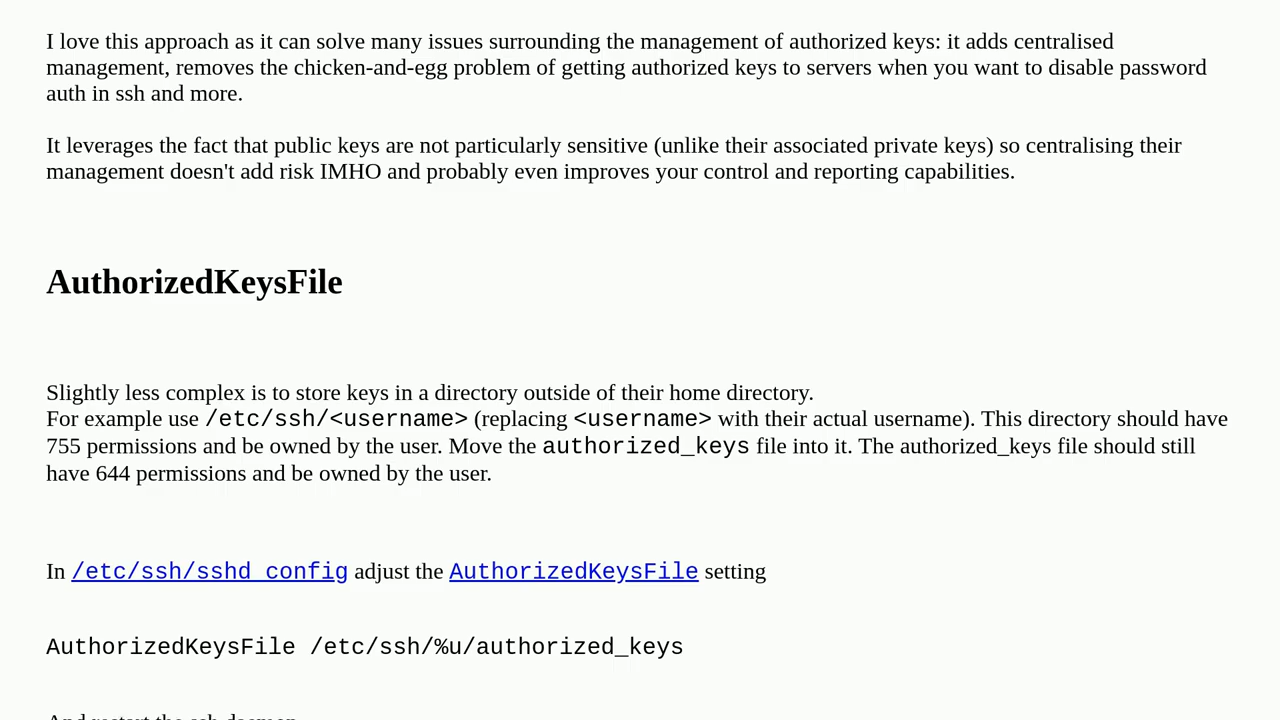 I love this approach as it can solve many issues surrounding the management of authorized keys: it adds centralised
management, removes the chicken-and-egg problem of getting authorized keys to servers when you want to disable password
auth in ssh and more.
It leverages the fact that public keys are not particularly sensitive (unlike their associated private keys) so centralising their
management doesn't add risk IMHO and probably even improves your control and reporting capabilities.
AuthorizedKeysFile
Slightly less complex is to store keys in a directory outside of their home directory.
For example use /etc/ssh/<username> (replacing <username> with their actual username). This directory should have
755 permissions and be owned by the user. Move the authorized_keys file into it. The authorized_keys file should still
have 644 permissions and be owned by the user.
In /etc/ssh/sshd_config adjust the AuthorizedKeysFile setting
AuthorizedKeysFile /etc/ssh/%u/authorized_keys
And restart the ssh daemon